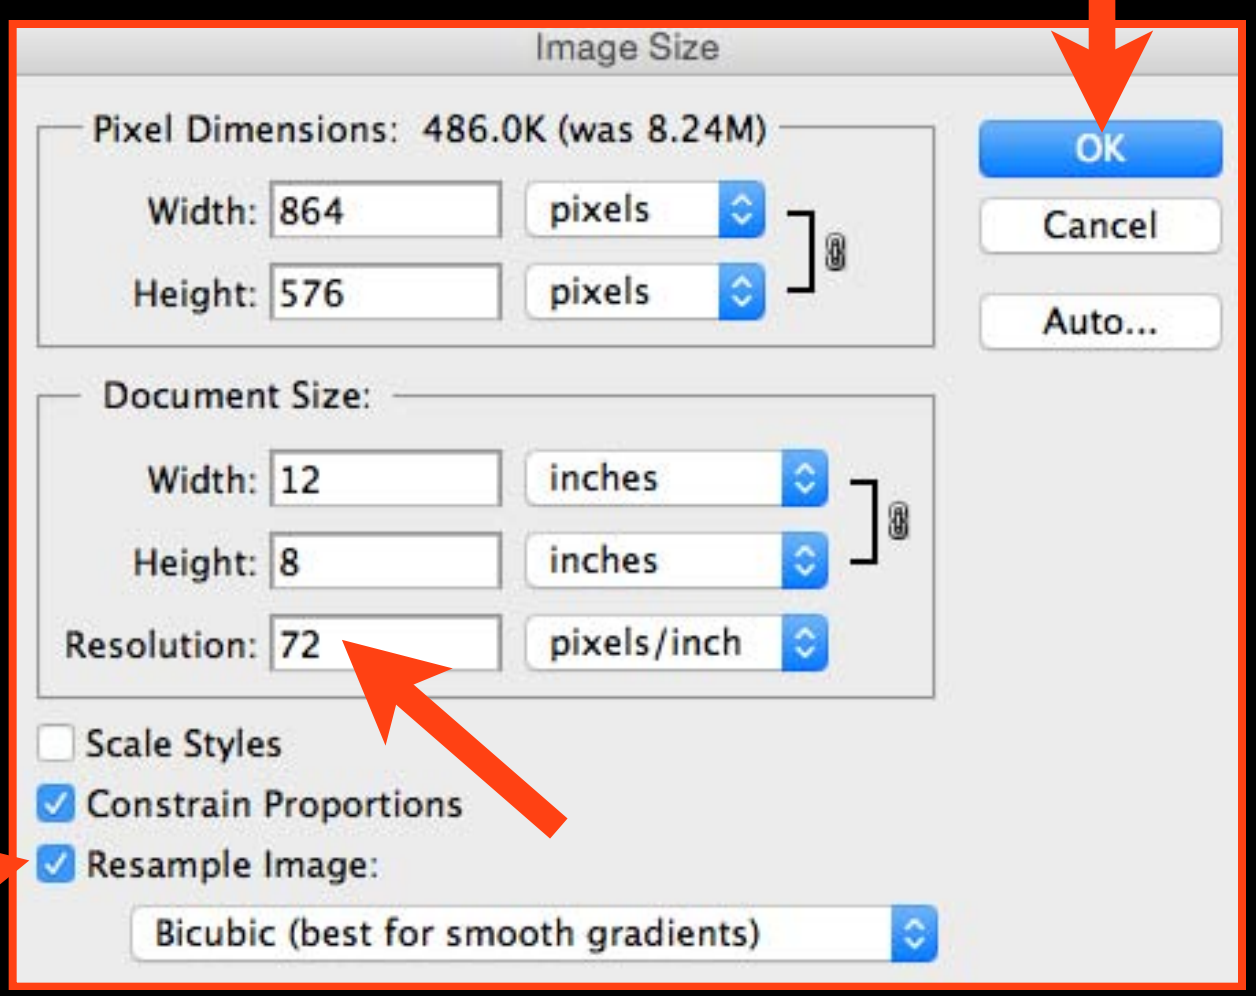 Image Size
Pixel Dimensions: 486.0K (was 8.24M)
OK
Width: 864 pixels
Cancel
Height: 576 pixels
Auto...
Document Size:
Width: 12 inches
Height: 8 inches
Resolution: 72 pixels/inch
Scale Styles
Constrain Proportions
Resample Image:
Bicubic (best for smooth gradients)